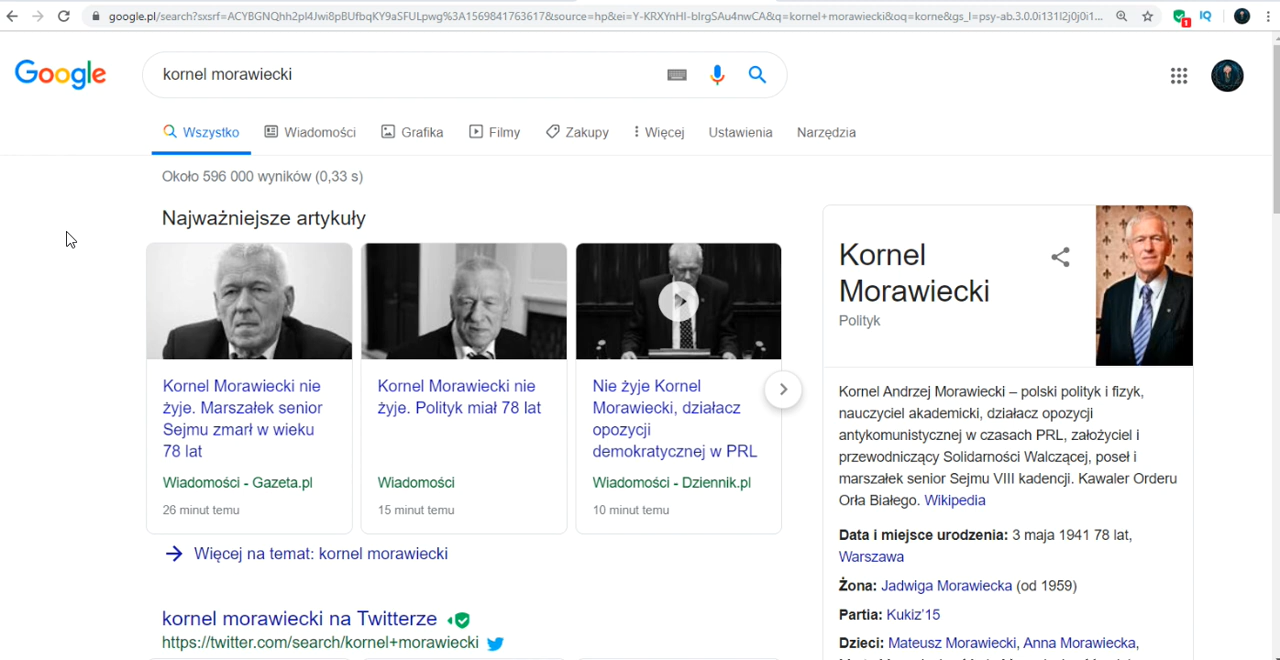 google.pl/search?sxsrf=ACYBGNQhh2pl4Jwi8pBUfbqKY9aSFULpwg%3A1569841763617&source=hp&ei=Y-KRXYnHI-blrgSAu4nwCA&q=kornel+morawiecki&oq=korne&gs_l=psy-ab.3.0.0i131l2j0j0i1...
IQ
1
Google
kornel morawiecki
Wszystko
Wiadomości
Grafika
Filmy
Zakupy
Więcej
Ustawienia
Narzędzia
Około 596 000 wyników (0,33 s)
Najważniejsze artykuły
Kornel Morawiecki nie
żyje. Marszałek senior
Sejmu zmarł w wieku
78 lat
Wiadomości - Gazeta.pl
26 minut temu
Kornel Morawiecki nie
żyje. Polityk miał 78 lat
Wiadomości
15 minut temu
Nie żyje Kornel
Morawiecki, działacz
opozycji
demokratycznej w PRL
Wiadomości - Dziennik.pl
10 minut temu
Więcej na temat: kornel morawiecki
kornel morawiecki na Twitterze
https://twitter.com/search/kornel+morawiecki
Kornel
Morawiecki
Polityk
Kornel Andrzej Morawiecki – polski polityk i fizyk,
nauczyciel akademicki, działacz opozycji
antykomunistycznej w czasach PRL, założyciel i
przewodniczący Solidarności Walczącej, poseł i
marszałek senior Sejmu VIII kadencji. Kawaler Orderu
Orła Białego. Wikipedia
Data i miejsce urodzenia: 3 maja 1941 78 lat,
Warszawa
Żona: Jadwiga Morawiecka (od 1959)
Partia: Kukiz'15
Dzieci: Mateusz Morawiecki, Anna Morawiecka,